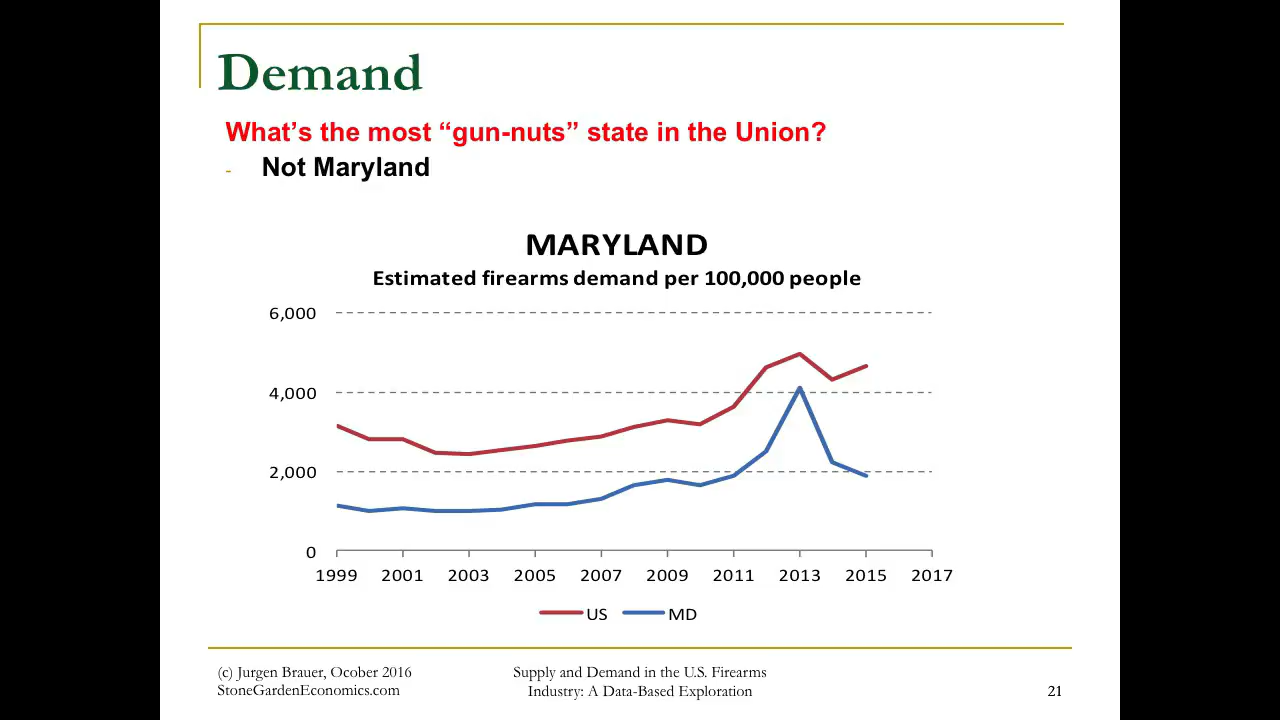 Demand
What’s the most “gun-nuts” state in the Union?
- Not Maryland
MARYLAND
Estimated firearms demand per 100,000 people
6,000
4,000
2,000
0
1999 2001 2003 2005 2007 2009 2011 2013 2015 2017
US MD
(c) Jurgen Brauer, Ocober 2016
StoneGardenEconomics.com
Supply and Demand in the U.S. Firearms
Industry: A Data-Based Exploration
21